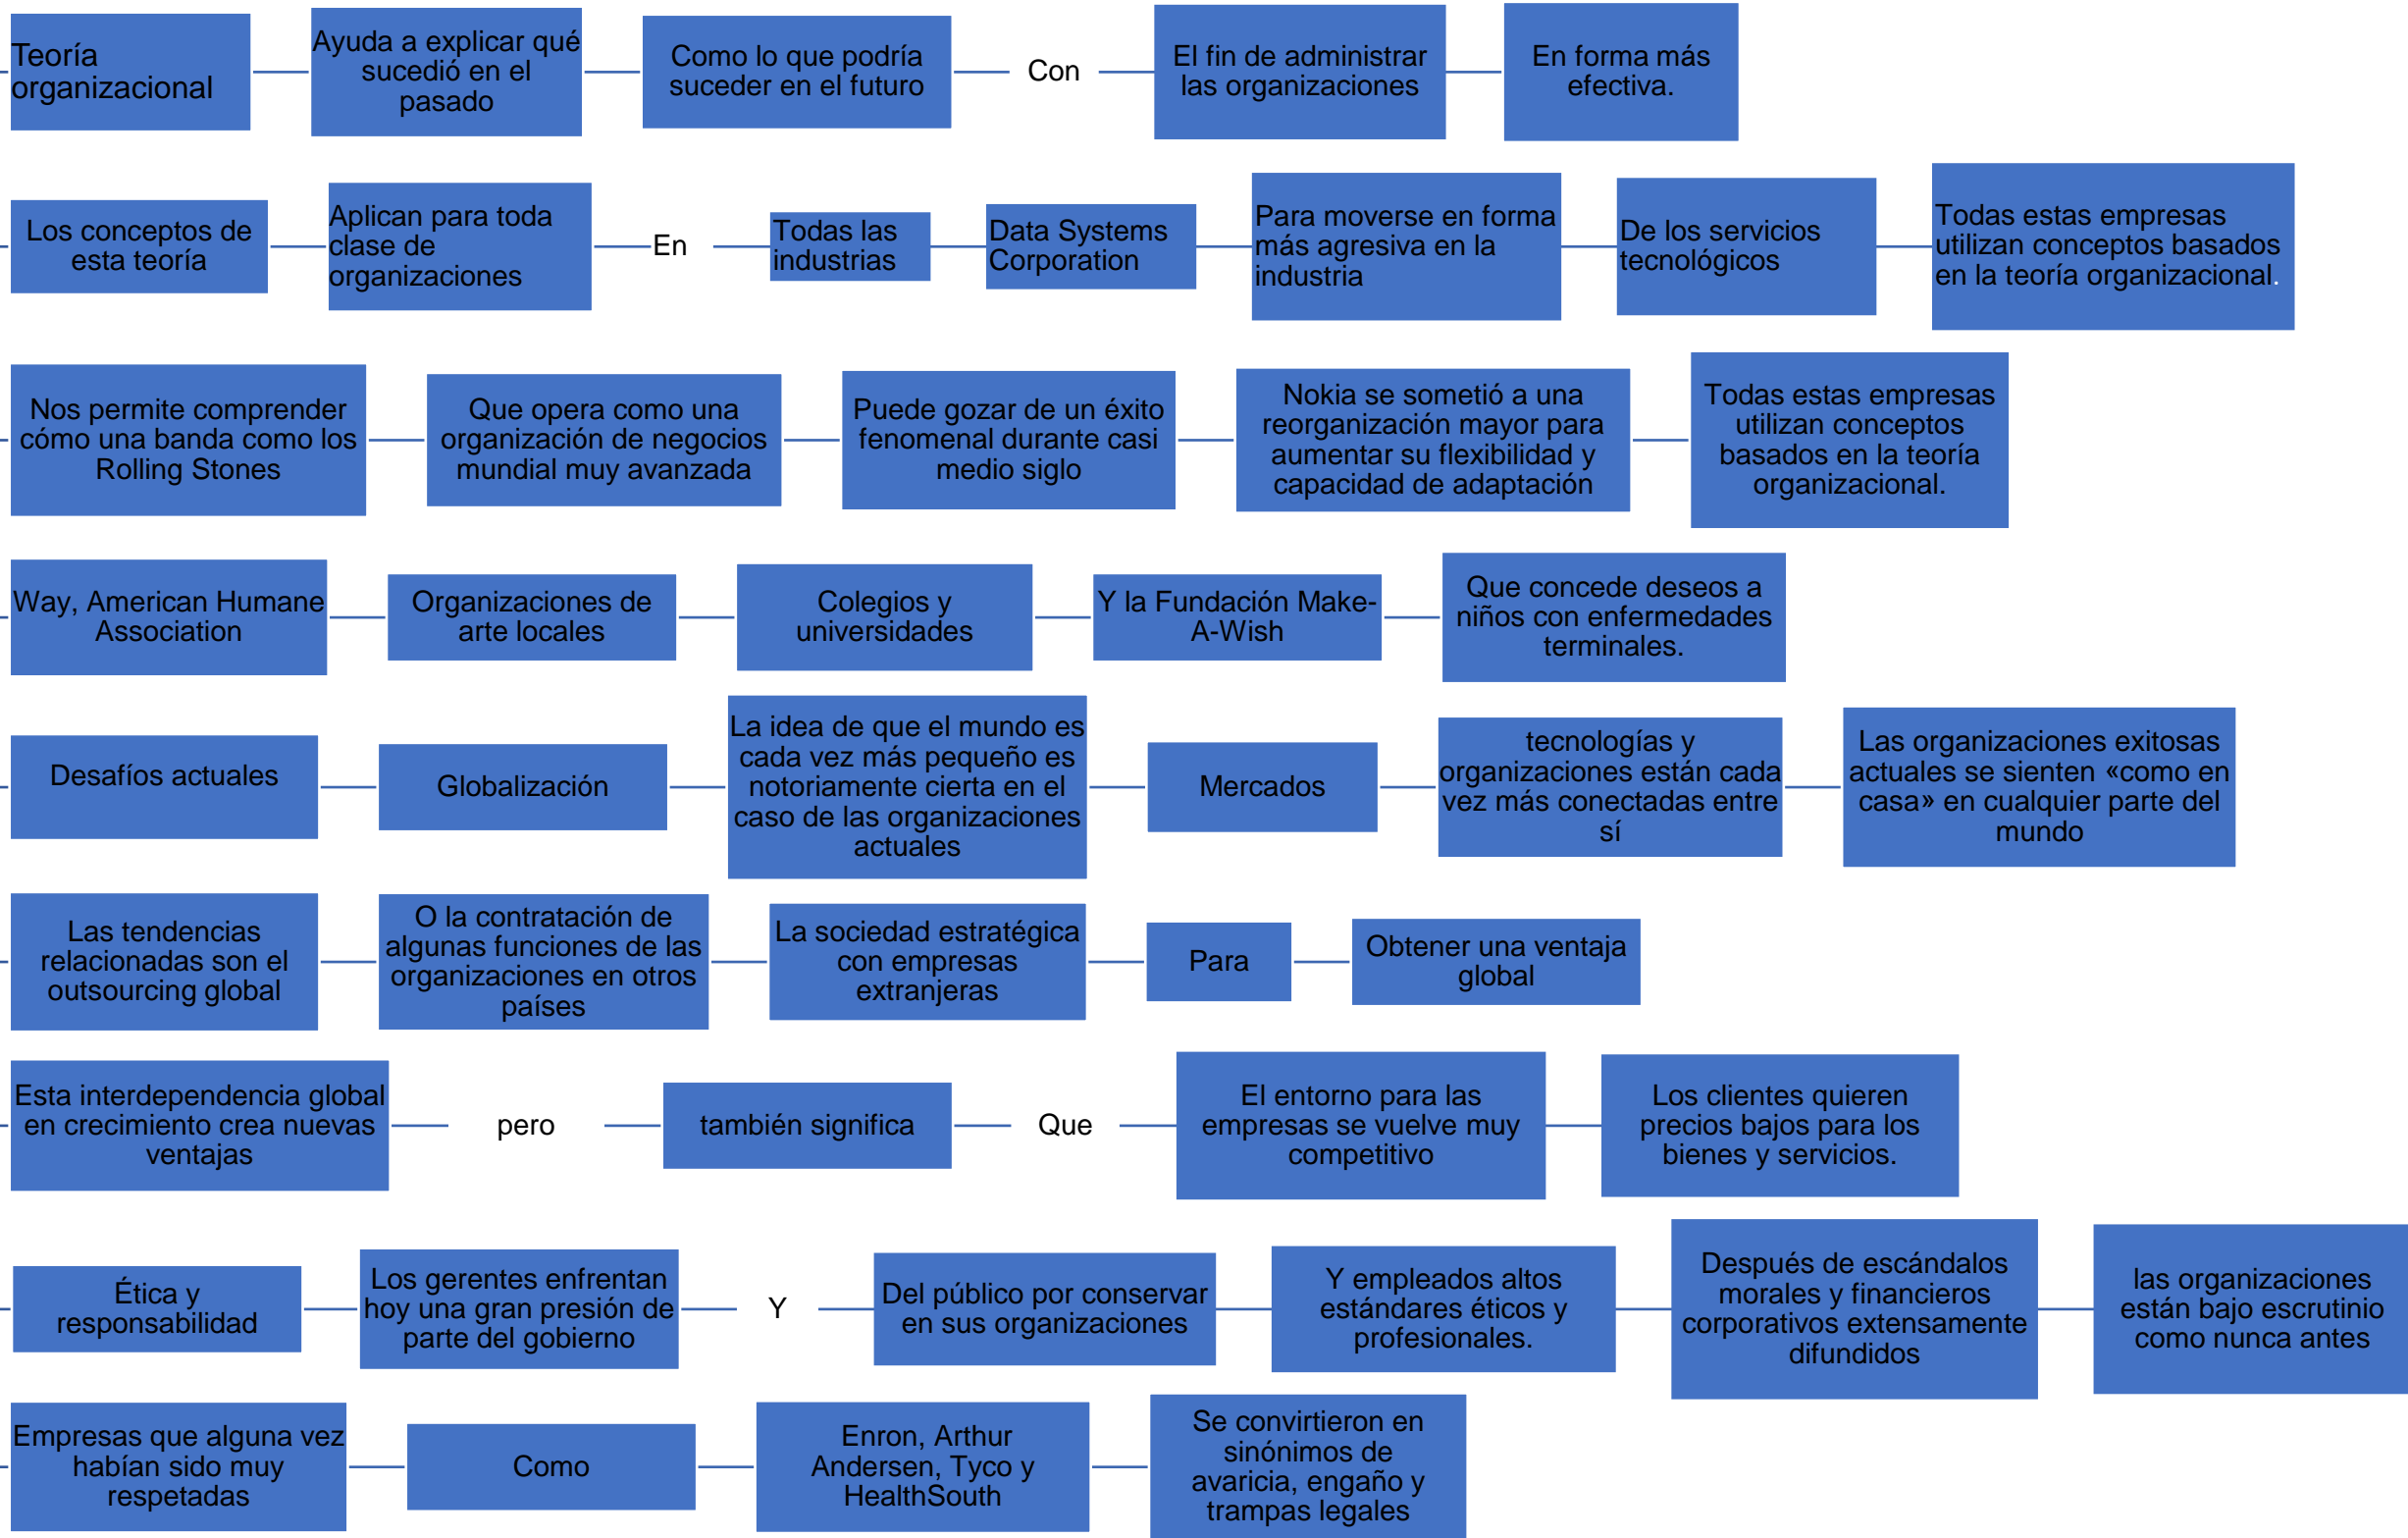 Teoría
organizacional
Ayuda a explicar qué
sucedió en el
pasado
Como lo que podría
suceder en el futuro
Con
El fin de administrar
las organizaciones
En forma más
efectiva.
Los conceptos de
esta teoría
Aplican para toda
clase de
organizaciones
En
Todas las
industrias
Data Systems
Corporation
Para moverse en forma
más agresiva en la
industria
De los servicios
tecnológicos
Todas estas empresas
utilizan conceptos basados
en la teoría organizacional.
Nos permite comprender
cómo una banda como los
Rolling Stones
Que opera como una
organización de negocios
mundial muy avanzada
Puede gozar de un éxito
fenomenal durante casi
medio siglo
Nokia se sometió a una
reorganización mayor para
aumentar su flexibilidad y
capacidad de adaptación
Todas estas empresas
utilizan conceptos
basados en la teoría
organizacional.
Way, American Humane
Association
Organizaciones de
arte locales
Colegios y
universidades
Y la Fundación Make-
A-Wish
Que concede deseos a
niños con enfermedades
terminales.
Desafíos actuales
Globalización
La idea de que el mundo es
cada vez más pequeño es
notoriamente cierta en el
caso de las organizaciones
actuales
Mercados
tecnologías y
organizaciones están cada
vez más conectadas entre
sí
Las organizaciones exitosas
actuales se sienten «como en
casa» en cualquier parte del
mundo
Las tendencias
relacionadas son el
outsourcing global
O la contratación de
algunas funciones de las
organizaciones en otros
países
La sociedad estratégica
con empresas
extranjeras
Para
Obtener una ventaja
global
Esta interdependencia global
en crecimiento crea nuevas
ventajas
pero
también significa
Que
El entorno para las
empresas se vuelve muy
competitivo
Los clientes quieren
precios bajos para los
bienes y servicios.
Ética y
responsabilidad
Los gerentes enfrentan
hoy una gran presión de
parte del gobierno
Y
Del público por conservar
en sus organizaciones
Y empleados altos
estándares éticos y
profesionales.
Después de escándalos
morales y financieros
corporativos extensamente
difundidos
las organizaciones
están bajo escrutinio
como nunca antes
Empresas que alguna vez
habían sido muy
respetadas
Como
Enron, Arthur
Andersen, Tyco y
HealthSouth
Se convirtieron en
sinónimos de
avaricia, engaño y
trampas legales